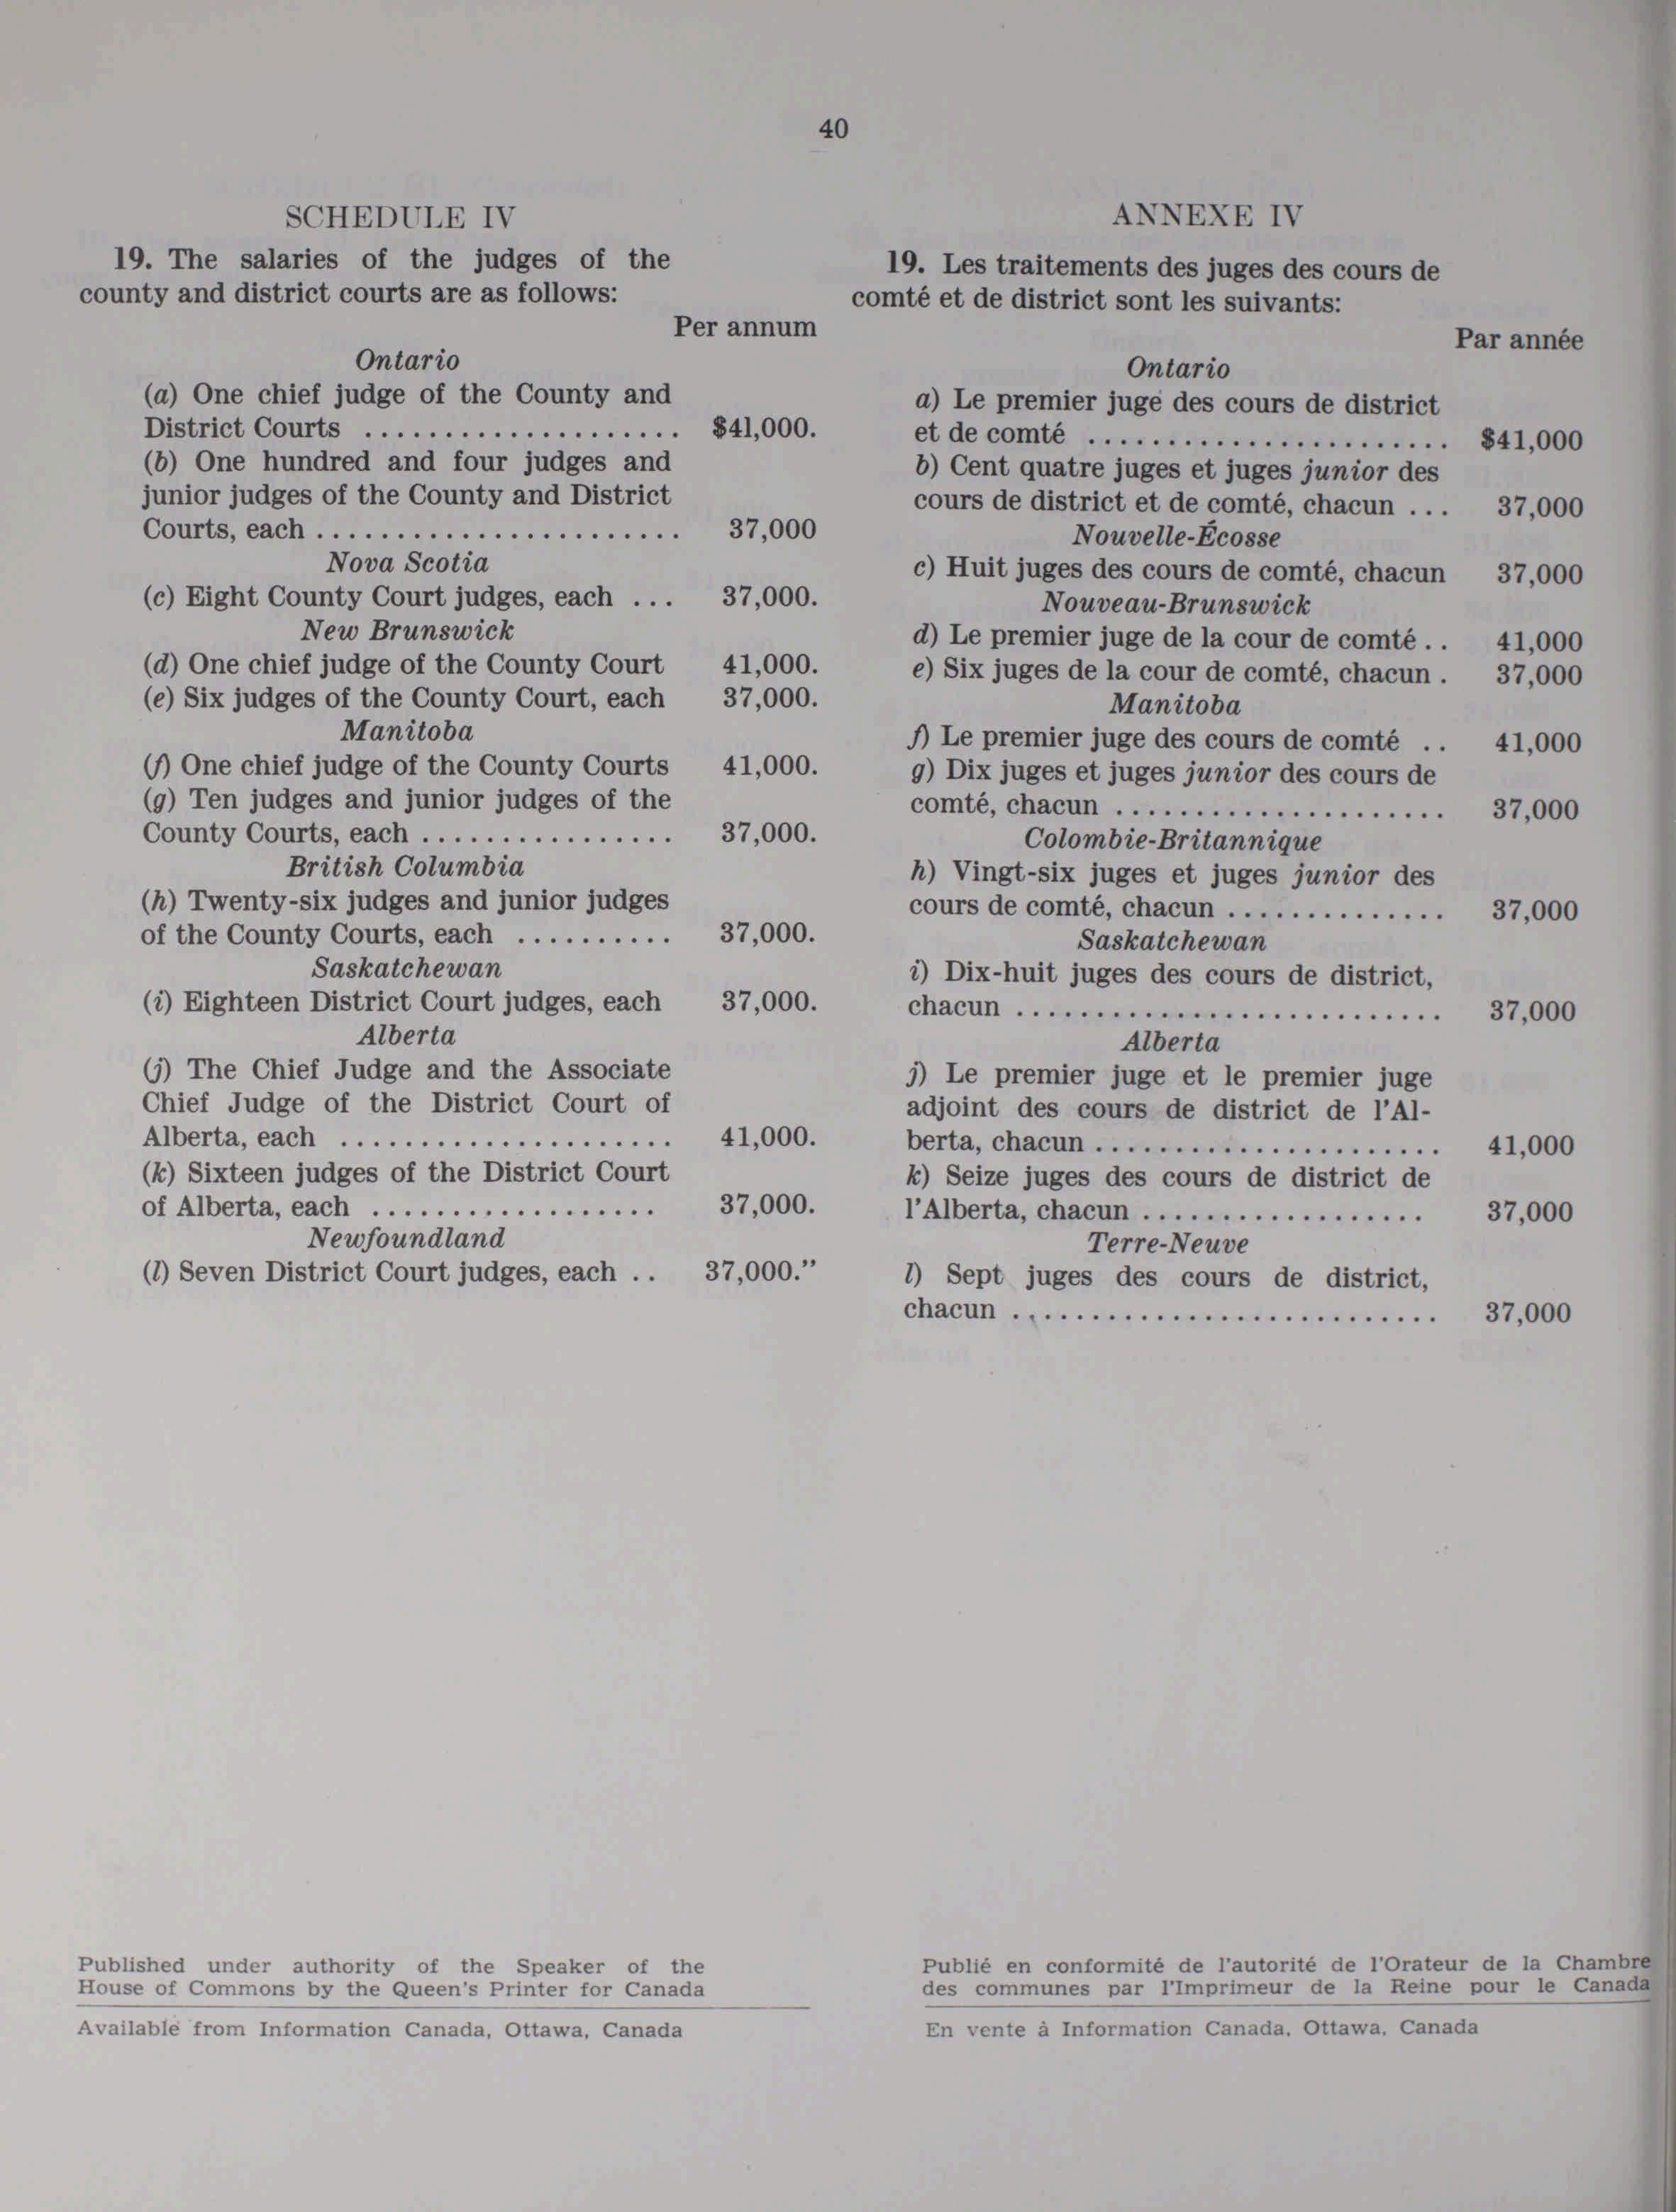 40
SCHEDULE IV
19. The salaries of the judges of the
county and district courts are as follows:
Per annum
Ontario
(a) One chief judge of the County and
District Courts .................... $41,000.
(b) One hundred and four judges and
junior judges of the County and District
Courts, each ....................... 37,000
Nova Scotia
(c) Eight County Court judges, each ... 37,000.
New Brunswick
(d) One chief judge of the County Court 41,000.
(e) Six judges of the County Court, each 37,000.
Manitoba
(f) One chief judge of the County Courts 41,000.
(g) Ten judges and junior judges of the
County Courts, each ................ 37,000.
British Columbia
(h) Twenty-six judges and junior judges
of the County Courts, each .......... 37,000.
Saskatchewan
(i) Eighteen District Court judges, each 37,000.
Alberta
(j) The Chief Judge and the Associate
Chief Judge of the District Court of
Alberta, each ..................... 41,000.
(k) Sixteen judges of the District Court
of Alberta, each .................. 37,000.
Newfoundland
(l) Seven District Court judges, each .. 37,000.”
ANNEXE IV
19. Les traitements des juges des cours de
comté et de district sont les suivants:
Par année
Ontario
a) Le premier juge des cours de district
et de comté ....................... $41,000
b) Cent quatre juges et juges junior des
cours de district et de comté, chacun ... 37,000
Nouvelle-Écosse
c) Huit juges des cours de comté, chacun 37,000
Nouveau-Brunswick
d) Le premier juge de la cour de comté .. 41,000
e) Six juges de la cour de comté, chacun . 37,000
Manitoba
f) Le premier juge des cours de comté .. 41,000
g) Dix juges et juges junior des cours de
comté, chacun ..................... 37,000
Colombie-Britannique
h) Vingt-six juges et juges junior des
cours de comté, chacun .............. 37,000
Saskatchewan
i) Dix-huit juges des cours de district,
chacun ........................... 37,000
Alberta
j) Le premier juge et le premier juge
adjoint des cours de district de l’Al-
berta, chacun ...................... 41,000
k) Seize juges des cours de district de
l’Alberta, chacun .................. 37,000
Terre-Neuve
l) Sept juges des cours de district,
chacun ........................... 37,000
Published under authority of the Speaker of the
House of Commons by the Queen's Printer for Canada
Available from Information Canada, Ottawa, Canada
Publié en conformité de l'autorité de l'Orateur de la Chambre
des communes par l'Imprimeur de la Reine pour le Canada
En vente à Information Canada, Ottawa, Canada